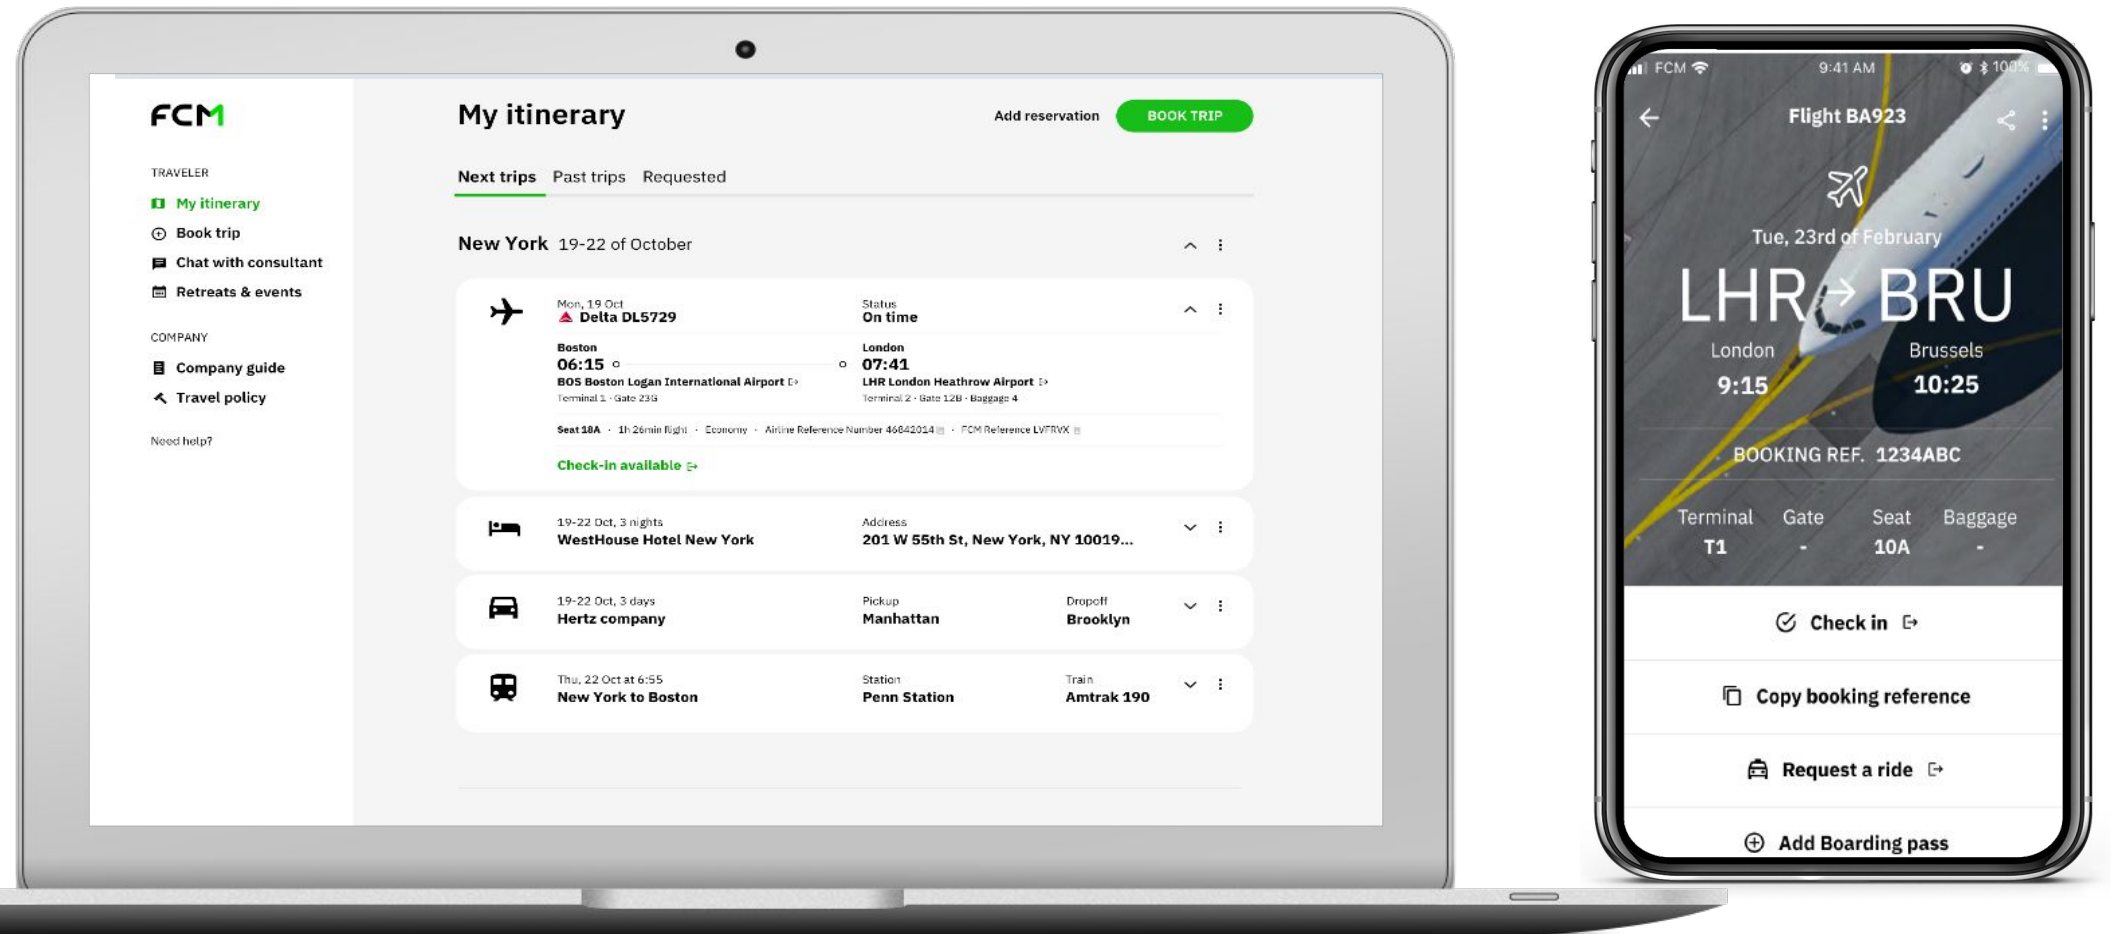 FCM
TRAVELER
My itinerary
Book trip
Chat with consultant
Retreats & events
COMPANY
Company guide
Travel policy
Need help?
My itinerary
Add reservation
BOOK TRIP
Next trips Past trips Requested
New York 19-22 of October
Mon, 19 Oct
Delta DL5729
Status
On time
Boston
06:15
BOS Boston Logan International Airport
Terminal 1 · Gate 23G
London
07:41
LHR London Heathrow Airport
Terminal 2 · Gate 12B · Baggage 4
Seat 18A · 1h 26min flight · Economy · Airline Reference Number 46842014 · FCM Reference LVFRVX
Check-in available
19-22 Oct, 3 nights
WestHouse Hotel New York
Address
201 W 55th St, New York, NY 10019...
19-22 Oct, 3 days
Hertz company
Pickup
Manhattan
Dropoff
Brooklyn
Thu, 22 Oct at 6:55
New York to Boston
Station
Penn Station
Train
Amtrak 190
FCM 9:41 AM 100%
Flight BA923
Tue, 23rd of February
LHR → BRU
London Brussels
9:15 10:25
BOOKING REF. 1234ABC
Terminal Gate Seat Baggage
T1 - 10A -
Check in
Copy booking reference
Request a ride
Add Boarding pass